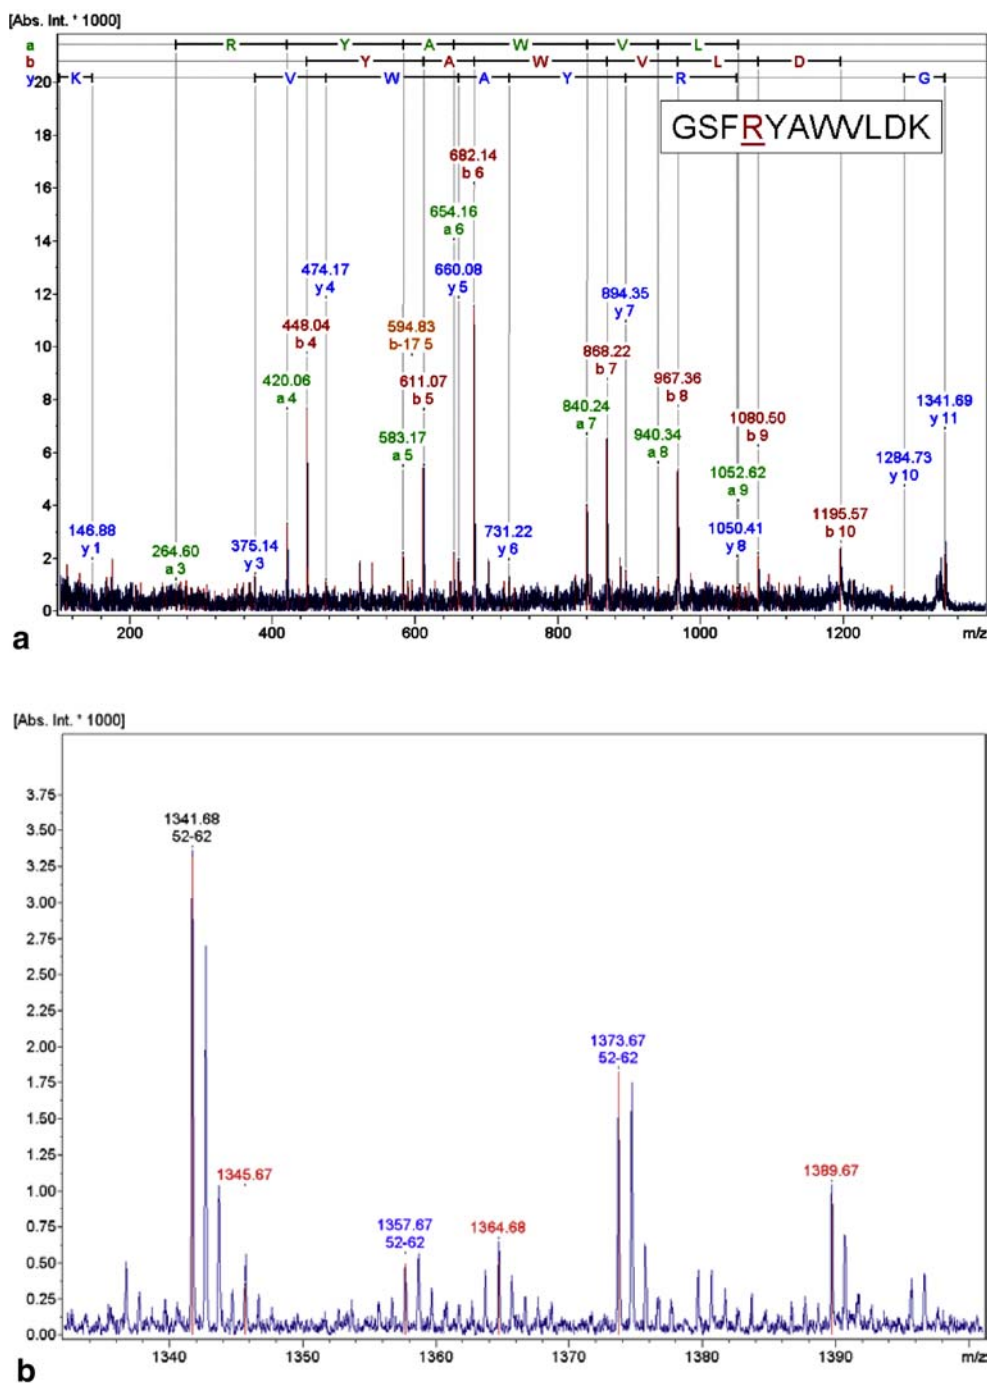 [Abs. Int. * 1000]
a R Y A W V L
b Y A W V L D
y K V W A Y R G
20
GSFRYAWVLDK
18
682.14
b 6
16
654.16
a 6
14
474.17 660.08 894.35
y 4 y 5 y 7
12
448.04 594.83
b 4 b-17 5
10
868.22
b 7
420.06 611.07 967.36
a 4 b 5 b 8
8
840.24 1341.69
a 7 y 11
583.17 940.34 1080.50
a 5 a 8 b 9
6
1284.73
y 10
1052.62
a 9
4
146.88 375.14 731.22 1050.41 1195.57
y 1 y 3 y 6 y 8 b 10
264.60
a 3
2
0
200 400 600 800 1000 1200 m/z
a
[Abs. Int. * 1000]
3.75
1341.68
52-62
3.50
3.25
3.00
2.75
2.50
2.25
2.00
1373.67
52-62
1.75
1.50
1.25
1345.67 1389.67
1.00
0.75
1357.67 1364.68
52-62
0.50
0.25
0.00
1340 1350 1360 1370 1380 1390 m/z
b